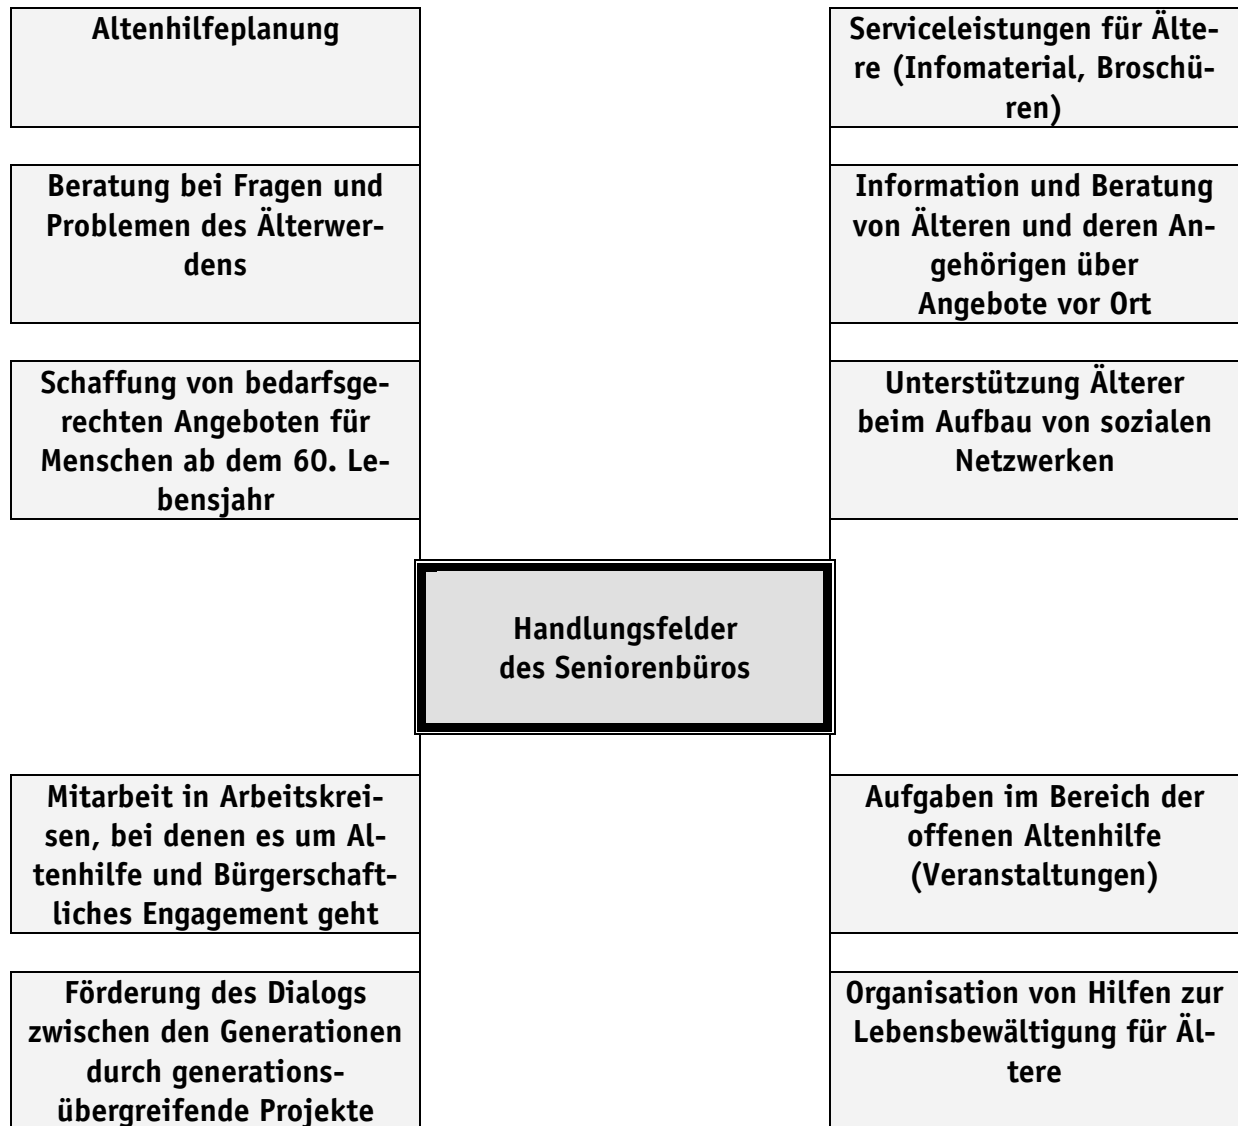 Altenhilfeplanung
Serviceleistungen für Älte-
re (Infomaterial, Broschü-
ren)
Beratung bei Fragen und
Problemen des Älterwer-
dens
Information und Beratung
von Älteren und deren An-
gehörigen über
Angebote vor Ort
Schaffung von bedarfsge-
rechten Angeboten für
Menschen ab dem 60. Le-
bensjahr
Unterstützung Älterer
beim Aufbau von sozialen
Netzwerken
Handlungsfelder
des Seniorenbüros
Mitarbeit in Arbeitskrei-
sen, bei denen es um Al-
tenhilfe und Bürgerschaft-
liches Engagement geht
Aufgaben im Bereich der
offenen Altenhilfe
(Veranstaltungen)
Förderung des Dialogs
zwischen den Generationen
durch generations-
übergreifende Projekte
Organisation von Hilfen zur
Lebensbewältigung für Äl-
tere